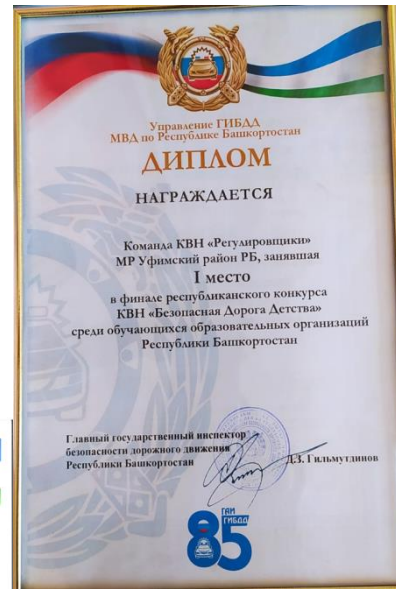 Управление ГИБДД
МВД по Республике Башкортостан
ДИПЛОМ
НАГРАЖДАЕТСЯ
Команда КВН «Регулировщики»
МР Уфимский район РБ, занявшая
I место
в финале республиканского конкурса
КВН «Безопасная Дорога Детства»
среди обучающихся образовательных организаций
Республики Башкортостан
Главный государственный инспектор
безопасности дорожного движения
Республики Башкортостан
Д.З. Гильмутдинов
ГАИ
ГИБДД
85